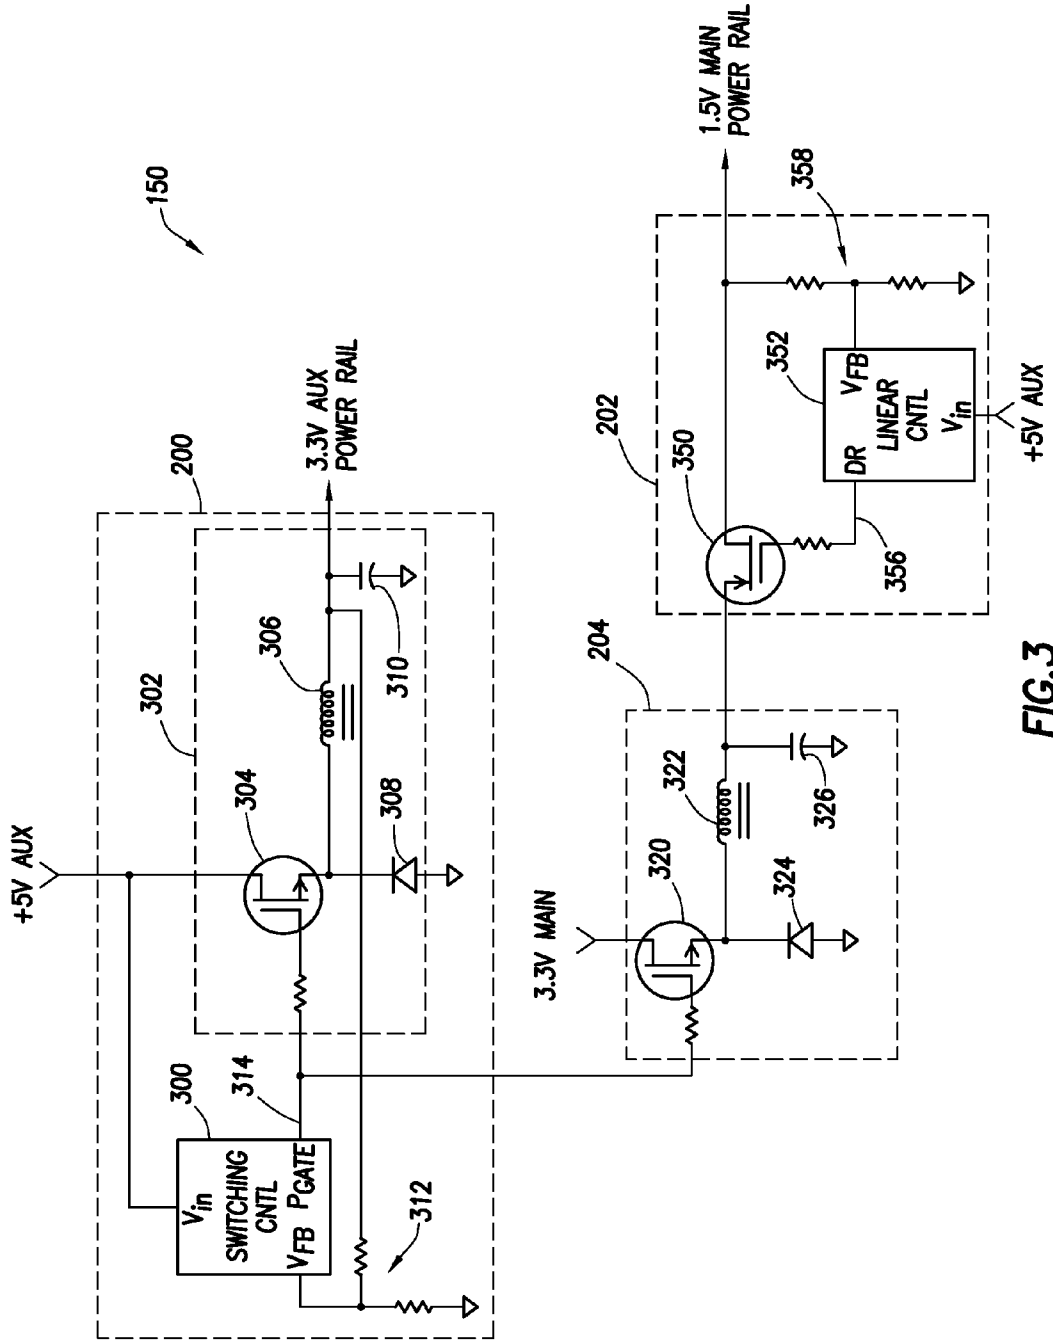 150
+5V AUX
200
302
304
306
3.3V AUX
POWER RAIL
310
308
300
314
Vin
SWITCHING
CNTL
VFB PGATE
312
204
3.3V MAIN
320
322
324
326
202
350
1.5V MAIN
POWER RAIL
358
352
VFB
DR
LINEAR
CNTL
Vin
356
+5V AUX
FIG.3